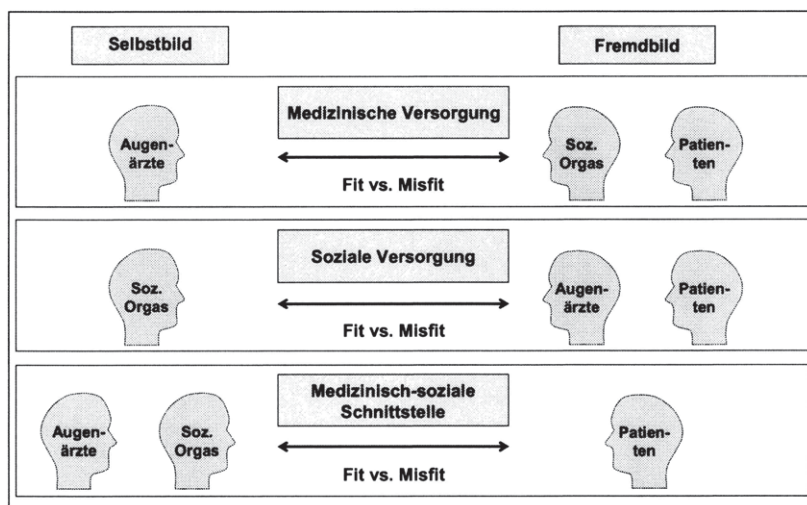 Selbstbild
Fremdbild
Medizinische Versorgung
Augen-
ärzte
Fit vs. Misfit
Soz.
Orgas
Patien-
ten
Soziale Versorgung
Soz.
Orgas
Fit vs. Misfit
Augen-
ärzte
Patien-
ten
Medizinisch-soziale
Schnittstelle
Augen-
ärzte
Soz.
Orgas
Fit vs. Misfit
Patien-
ten